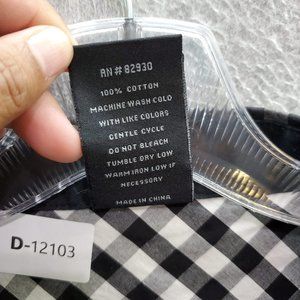 RN # 82930
100% COTTON
MACHINE WASH COLD
WITH LIKE COLORS
GENTLE CYCLE
DO NOT BLEACH
TUMBLE DRY LOW
WARM IRON LOW IF
NECESSARY
MADE IN CHINA
D-12103